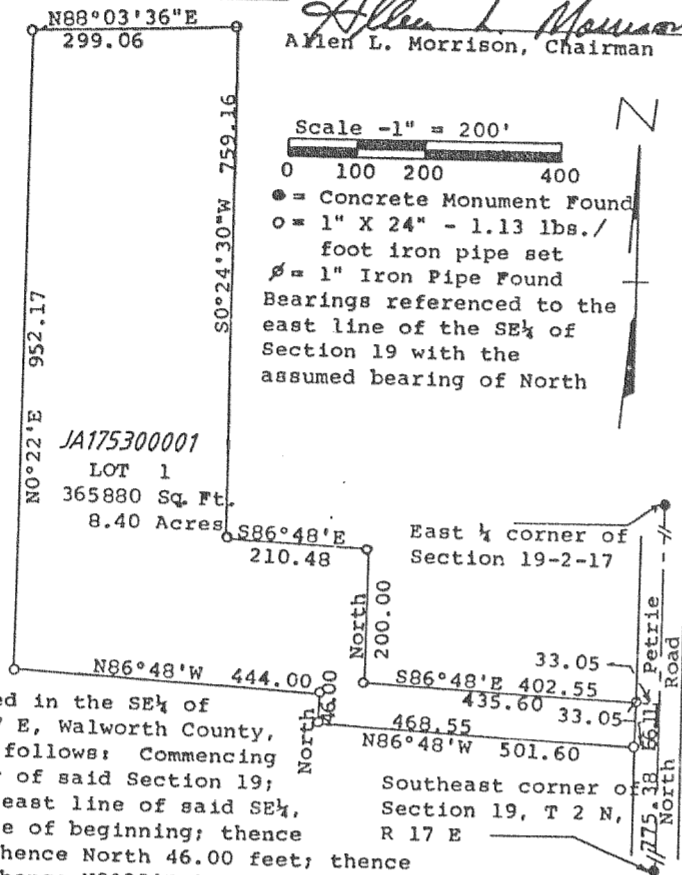 N88°03'36"E
299.06
Allen L. Morrison
Allen L. Morrison, Chairman
S0°24'30"W 759.16
Scale -1" = 200'
0 100 200 400
N
● = Concrete Monument Found
o = 1" X 24" - 1.13 lbs./
foot iron pipe set
ø = 1" Iron Pipe Found
Bearings referenced to the
east line of the SE¼ of
Section 19 with the
assumed bearing of North
N0°22'E 952.17
JA175300001
LOT 1
365880 Sq. Ft.
8.40 Acres
S86°48'E
210.48
East ¼ corner of
Section 19-2-17
North 200.00
Petrie Road
33.05
S86°48'E 402.55
435.60
33.05
66.11
N86°48'W 444.00
North 46.00
468.55
N86°48'W 501.60
775.38 North
Southeast corner of
Section 19, T 2 N,
R 17 E
ed in the SE¼ of
E, Walworth County,
follows: Commencing
of said Section 19;
east line of said SE¼,
e of beginning; thence
hence North 46.00 feet; thence